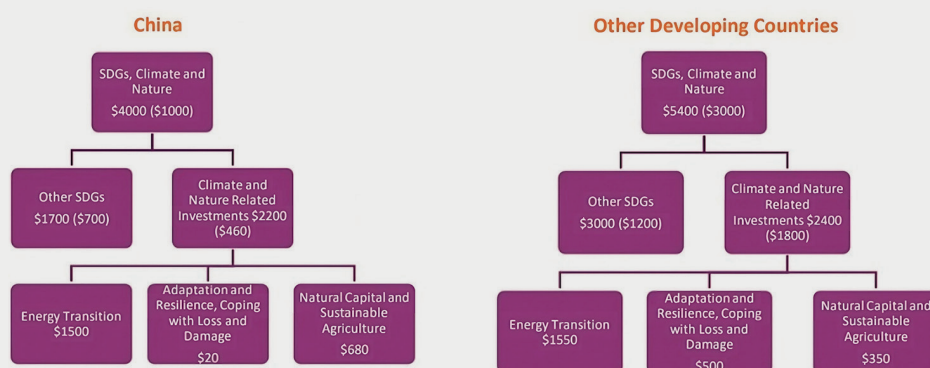 China
SDGs, Climate and
Nature
$4000 ($1000)
Other SDGs
$1700 ($700)
Climate and
Nature Related
Investments $2200
($460)
Energy Transition
$1500
Adaptation and
Resilience, Coping
with Loss and
Damage
$20
Natural Capital and
Sustainable
Agriculture
$680
Other Developing Countries
SDGs, Climate and
Nature
$5400 ($3000)
Other SDGs
$3000 ($1200)
Climate and Nature
Related
Investments $2400
($1800)
Energy Transition
$1550
Adaptation and
Resilience, Coping
with Loss and
Damage
$500
Natural Capital and
Sustainable
Agriculture
$350